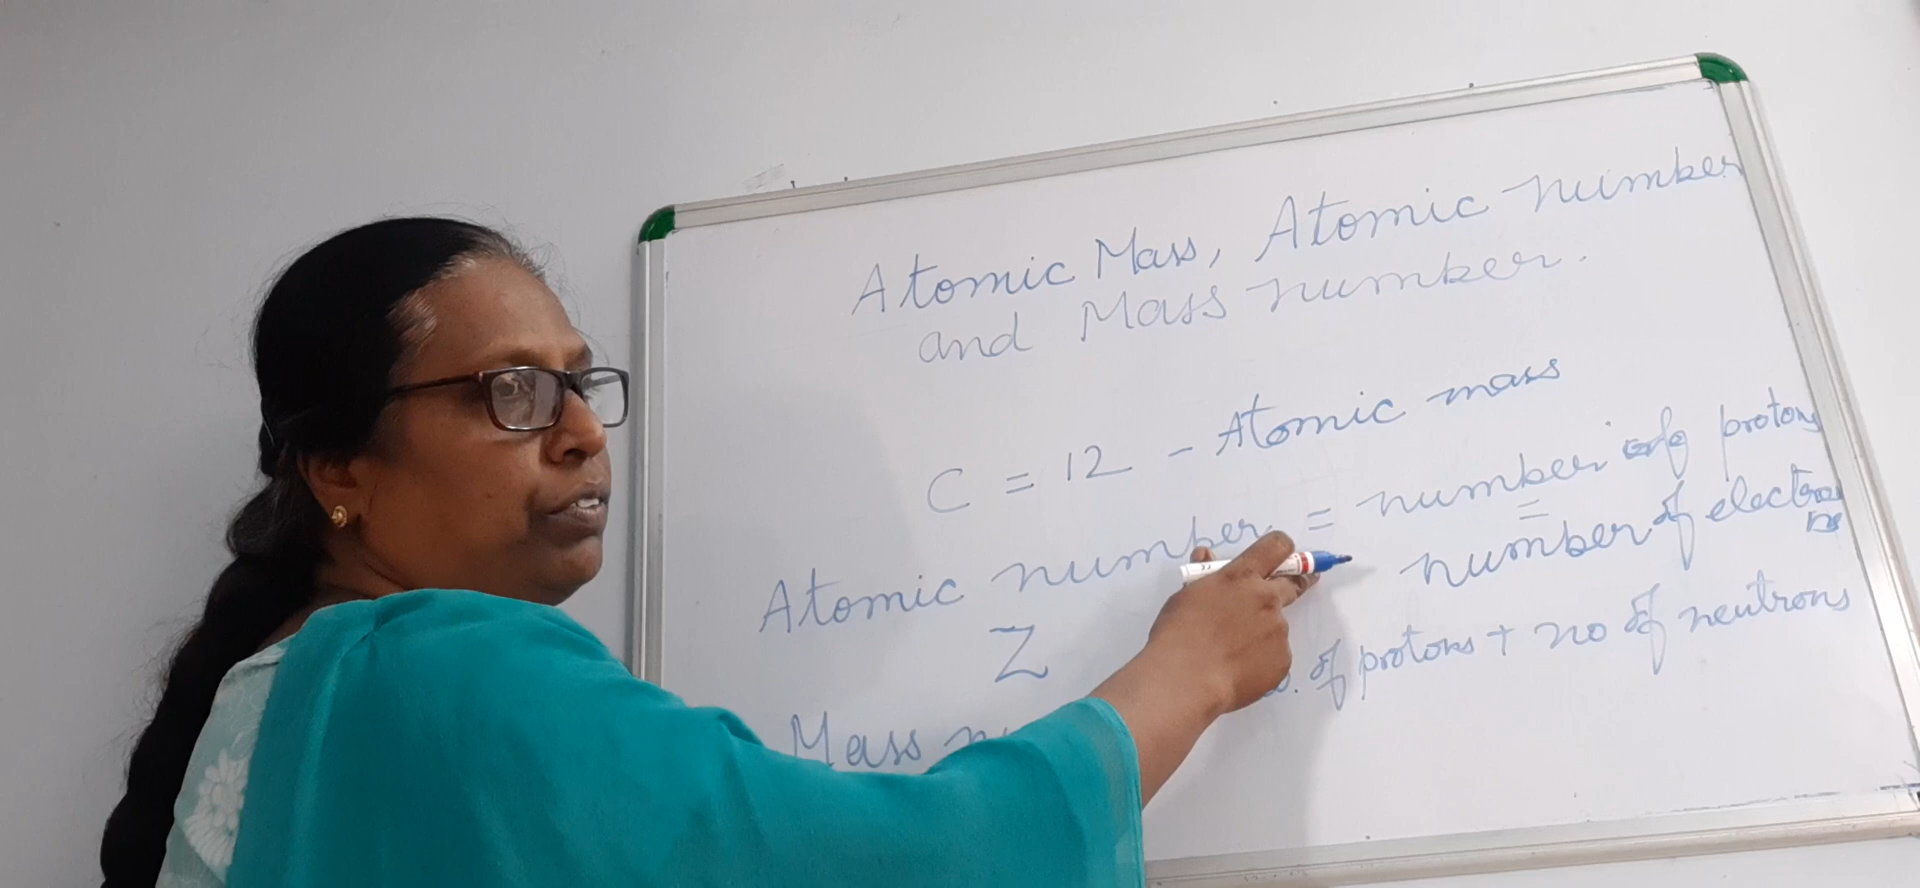 Atomic Mass, Atomic number
and Mass number.
C = 12 - Atomic mass
Atomic number = number of protons
=
number of electrons
Z
Mass of protons + no of neutrons